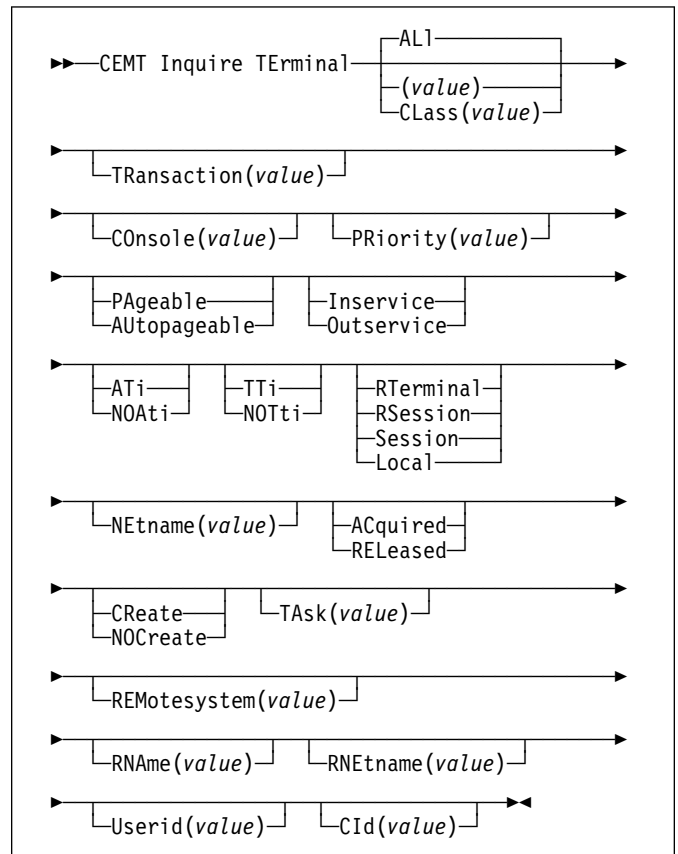 ALl
CEMT Inquire TErminal
(value)
CLass(value)
TRansaction(value)
COnsole(value) PRiority(value)
PAgeable Inservice
AUtopageable Outservice
ATi TTi RTerminal
NOAti NOTti RSession
Session
Local
NEtname(value) ACquired
RELeased
CReate TAsk(value)
NOCreate
REMotesystem(value)
RNAme(value) RNEtname(value)
Userid(value) CId(value)